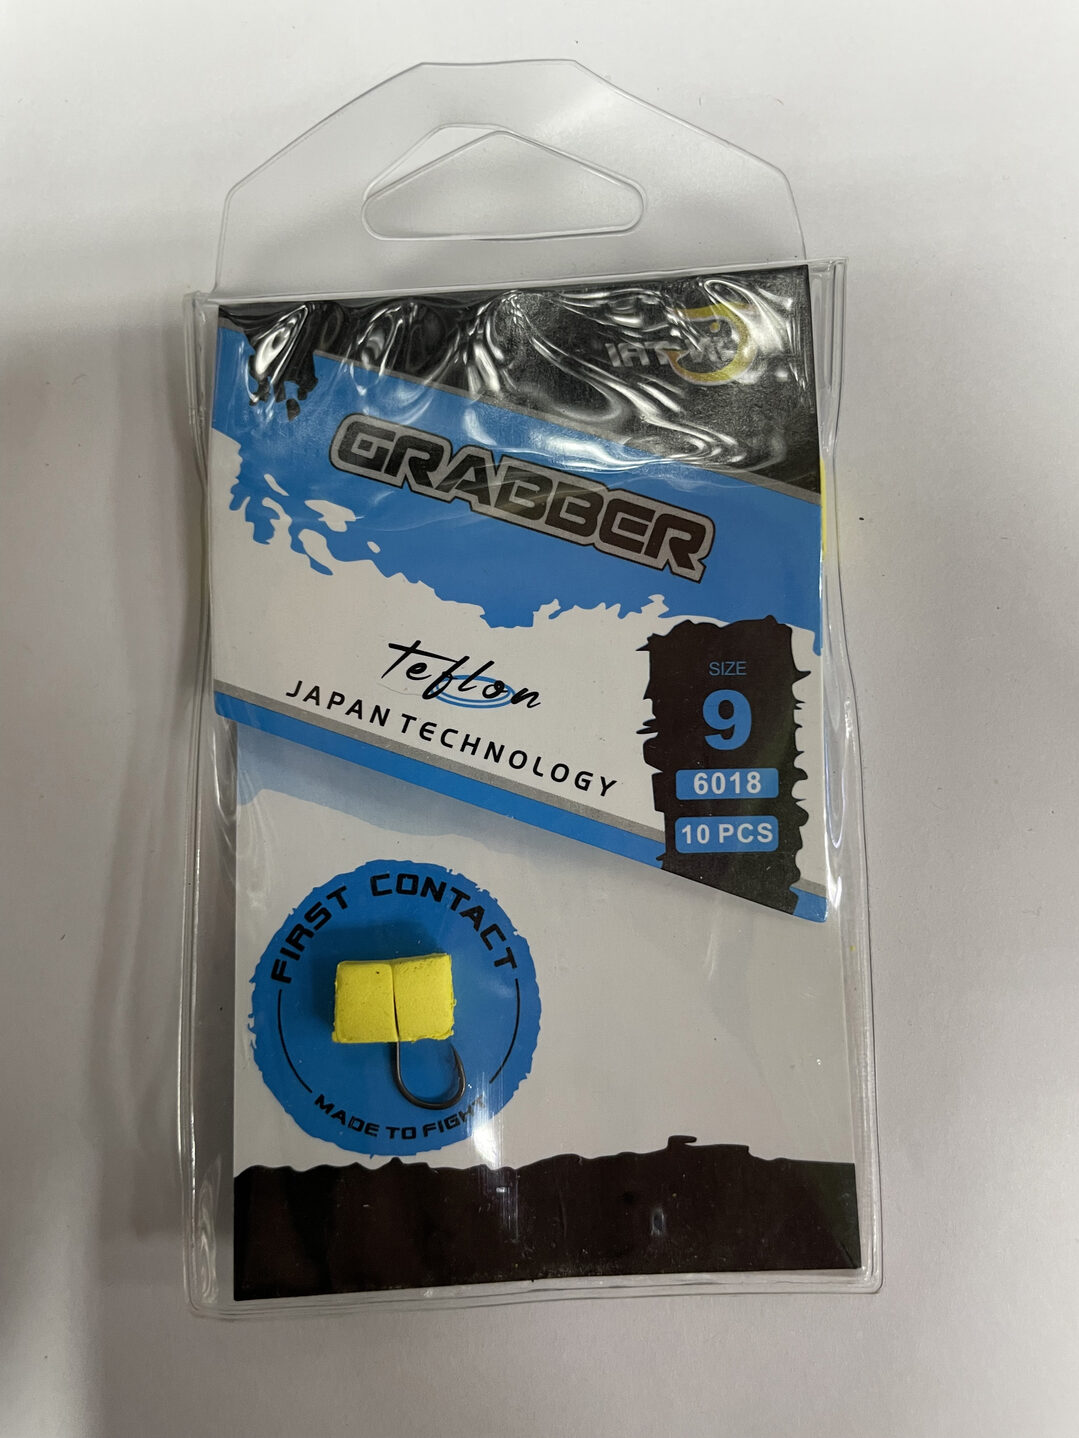 GRABBER
Teflon
JAPAN TECHNOLOGY
SIZE
9
6018
10 PCS
FIRST CONTACT
MADE TO FIGHT